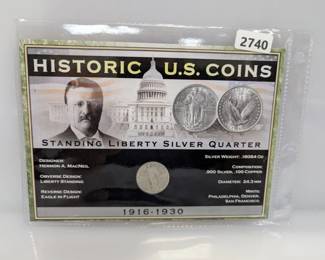 2740
HISTORIC U.S. COINS
STANDING LIBERTY SILVER QUARTER
DESIGNER:
HERMON A. MACNEIL
OBVERSE DESIGN:
LIBERTY STANDING
REVERSE DESIGN:
EAGLE IN FLIGHT
SILVER WEIGHT: .18084 OZ
COMPOSITION:
.900 SILVER, .100 COPPER
DIAMETER: 24.3 MM
MINTS:
PHILADELPHIA, DENVER,
SAN FRANCISCO
1916-1930